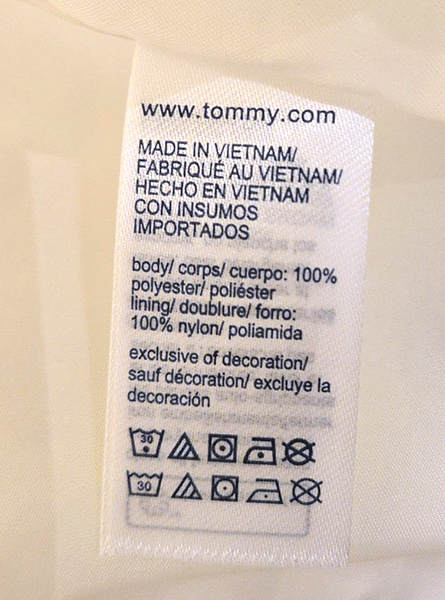 www.tommy.com
MADE IN VIETNAM/
FABRIQUÉ AU VIETNAM/
HECHO EN VIETNAM
CON INSUMOS
IMPORTADOS
body/ corps/ cuerpo: 100%
polyester/ poliéster
lining/ doublure/ forro:
100% nylon/ poliamida
exclusive of decoration/
sauf décoration/ excluye la
decoración
30
30